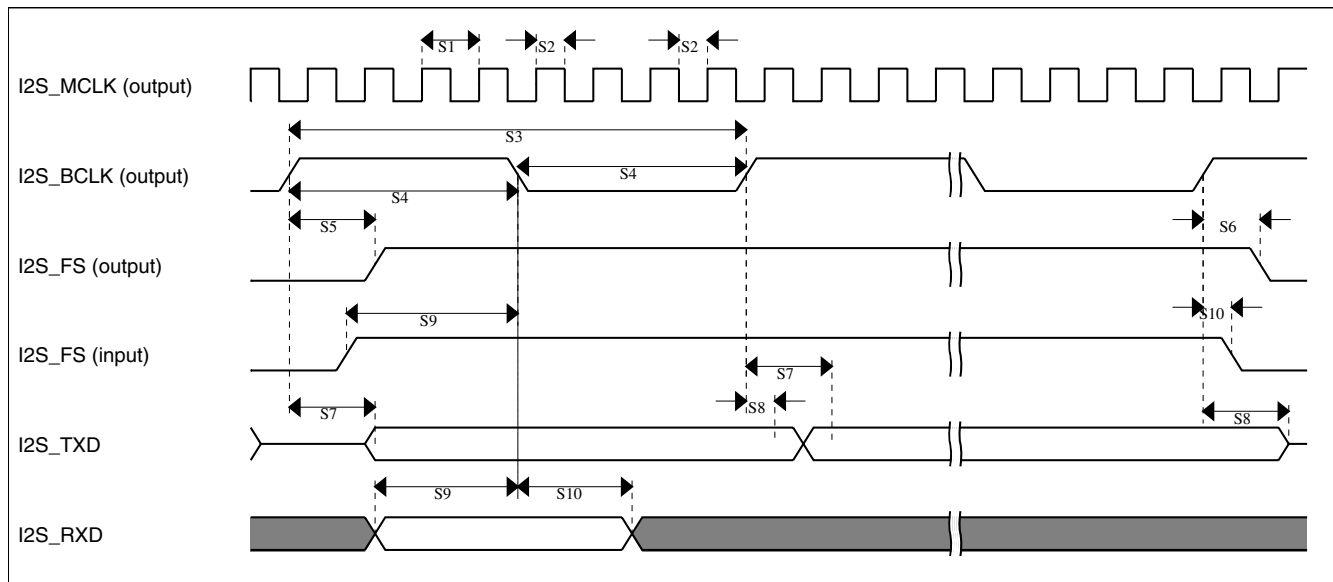 S1
S2
S2
I2S_MCLK (output)
S3
I2S_BCLK (output)
S4
S4
S5
S6
I2S_FS (output)
S9
S10
I2S_FS (input)
S7
S7
S8
S8
I2S_TXD
S9
S10
I2S_RXD